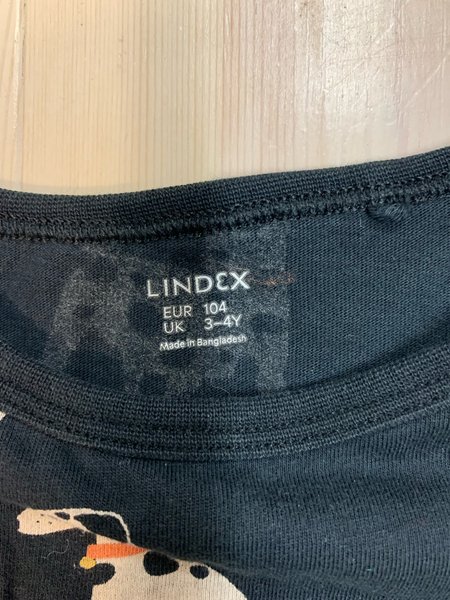 LINDEX
EUR 104
UK 3–4Y
Made in Bangladesh